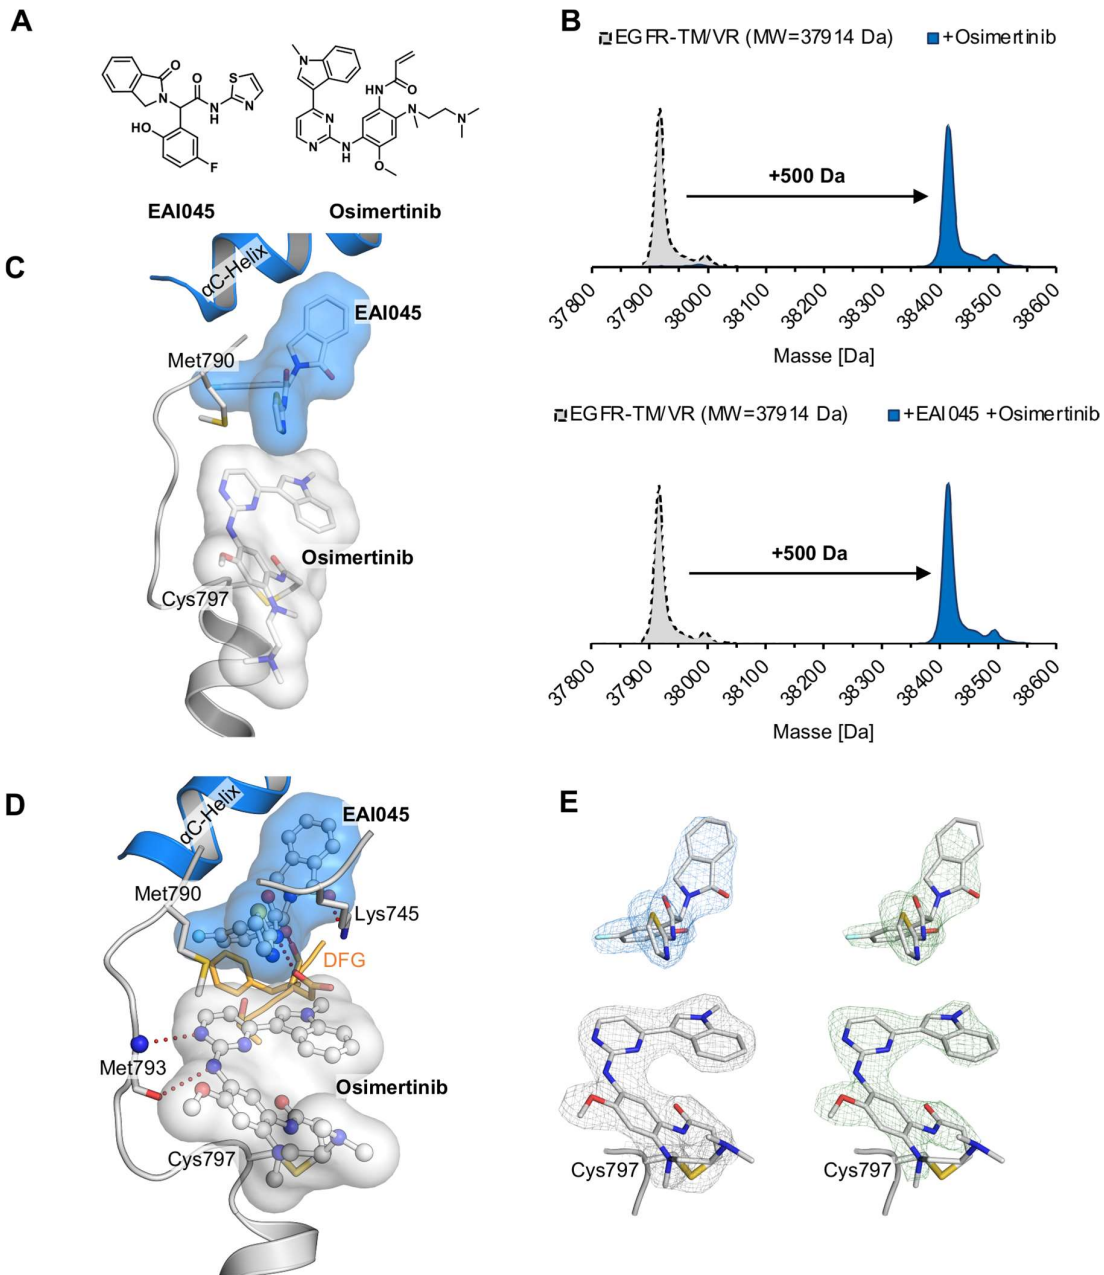 A
N
O
O
N
H
S
N
HO
F
EAI045
N
HN
O
N
N
N
H
N
N
O
Osimertinib
B
EGFR-TM/VR (MW=37914 Da)
+Osimertinib
+500 Da
37800
37900
38000
38100
38200
38300
38400
38500
38600
Masse [Da]
EGFR-TM/VR (MW=37914 Da)
+EAI045 +Osimertinib
+500 Da
37800
37900
38000
38100
38200
38300
38400
38500
38600
Masse [Da]
C
αC-Helix
EAI045
Met790
Osimertinib
Cys797
D
αC-Helix
EAI045
Met790
Lys745
DFG
Met793
Osimertinib
Cys797
E
Cys797
Cys797